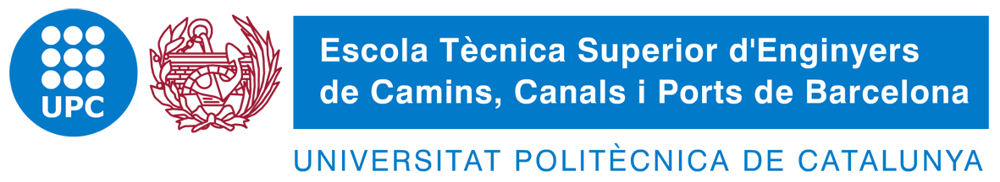 UPC
Escola Tècnica Superior d'Enginyers
de Camins, Canals i Ports de Barcelona
UNIVERSITAT POLITÈCNICA DE CATALUNYA